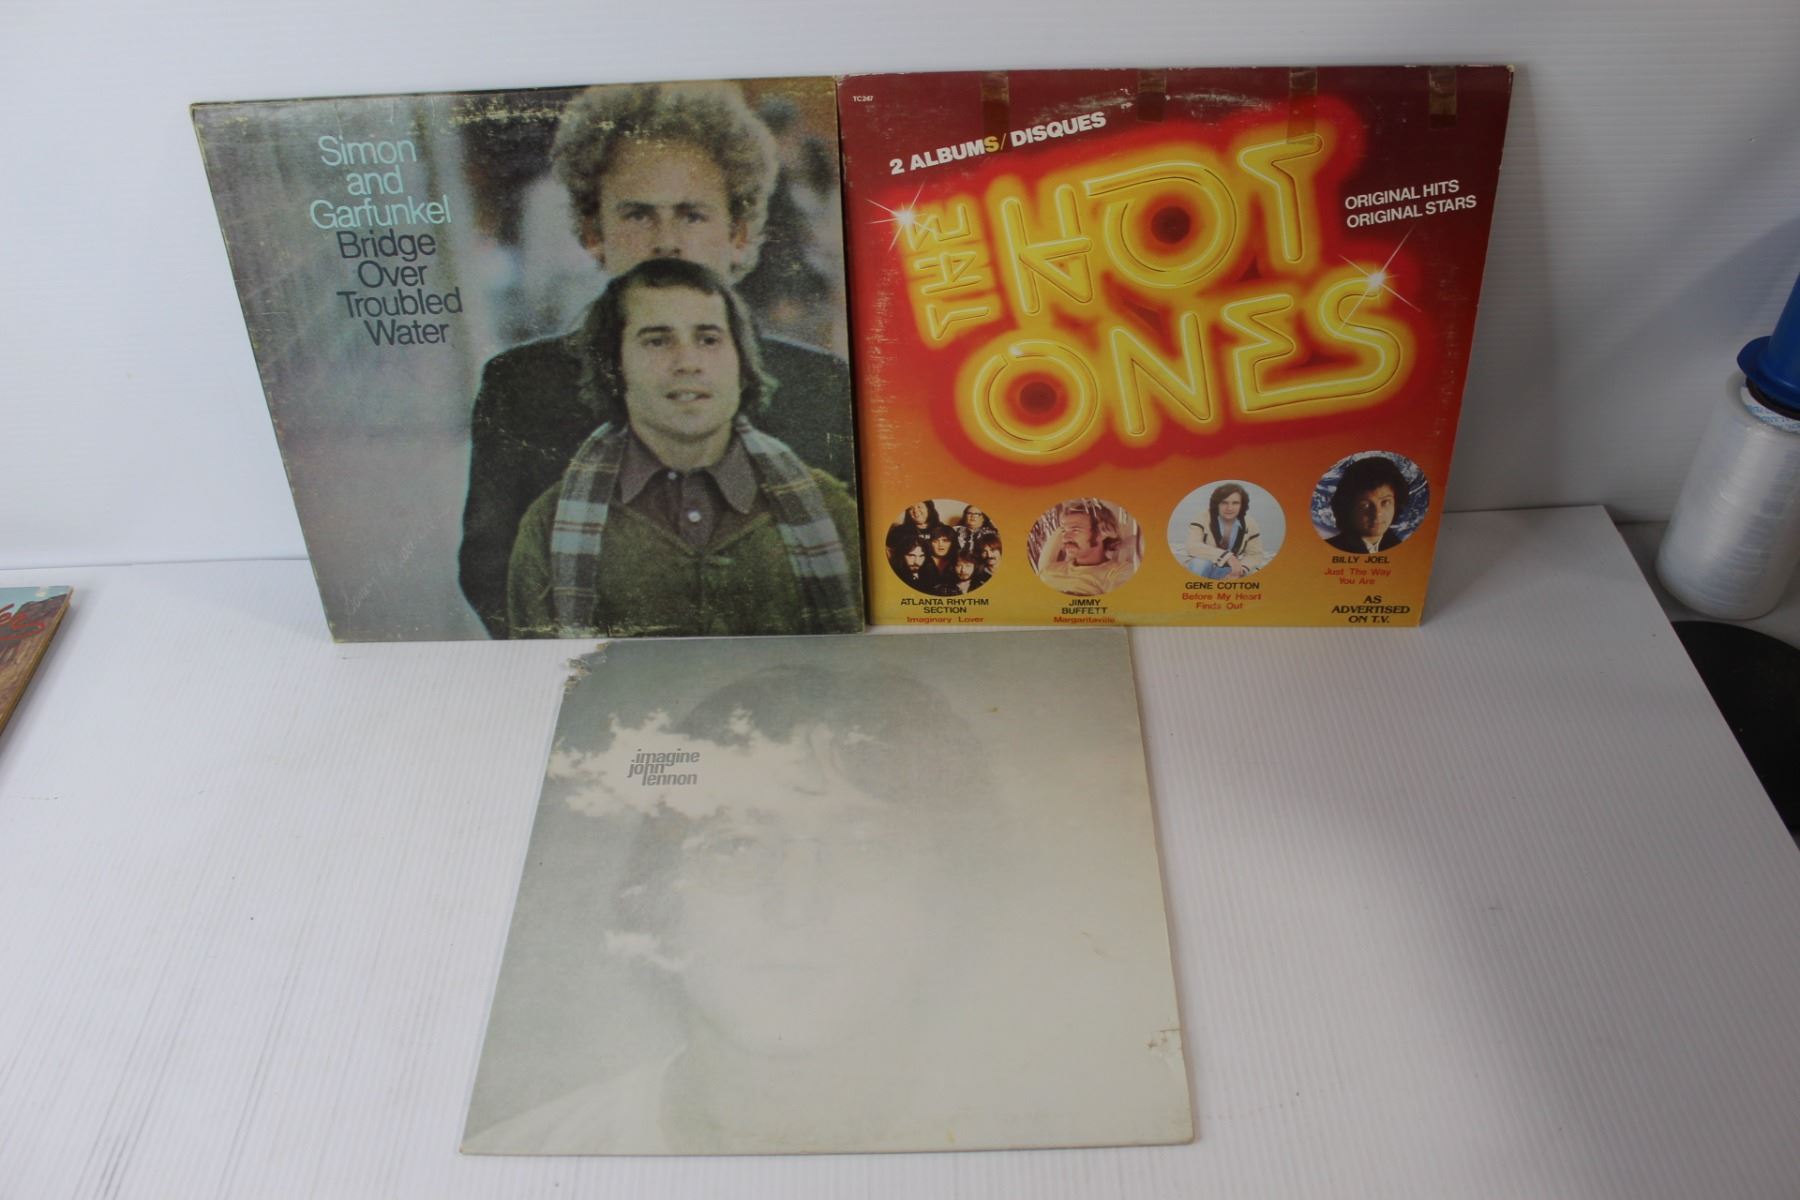 Simon
and
Garfunkel
Bridge
Over
Troubled
Water
TC247
2 ALBUMS/DISQUES
THE HOT
ONES
ORIGINAL HITS
ORIGINAL STARS
ATLANTA RHYTHM
SECTION
Imaginary Lover
JIMMY
BUFFETT
Margaritaville
GENE COTTON
Before My Heart
Finds Out
BILLY JOEL
Just The Way
You Are
AS
ADVERTISED
ON T.V.
imagine
john
lennon